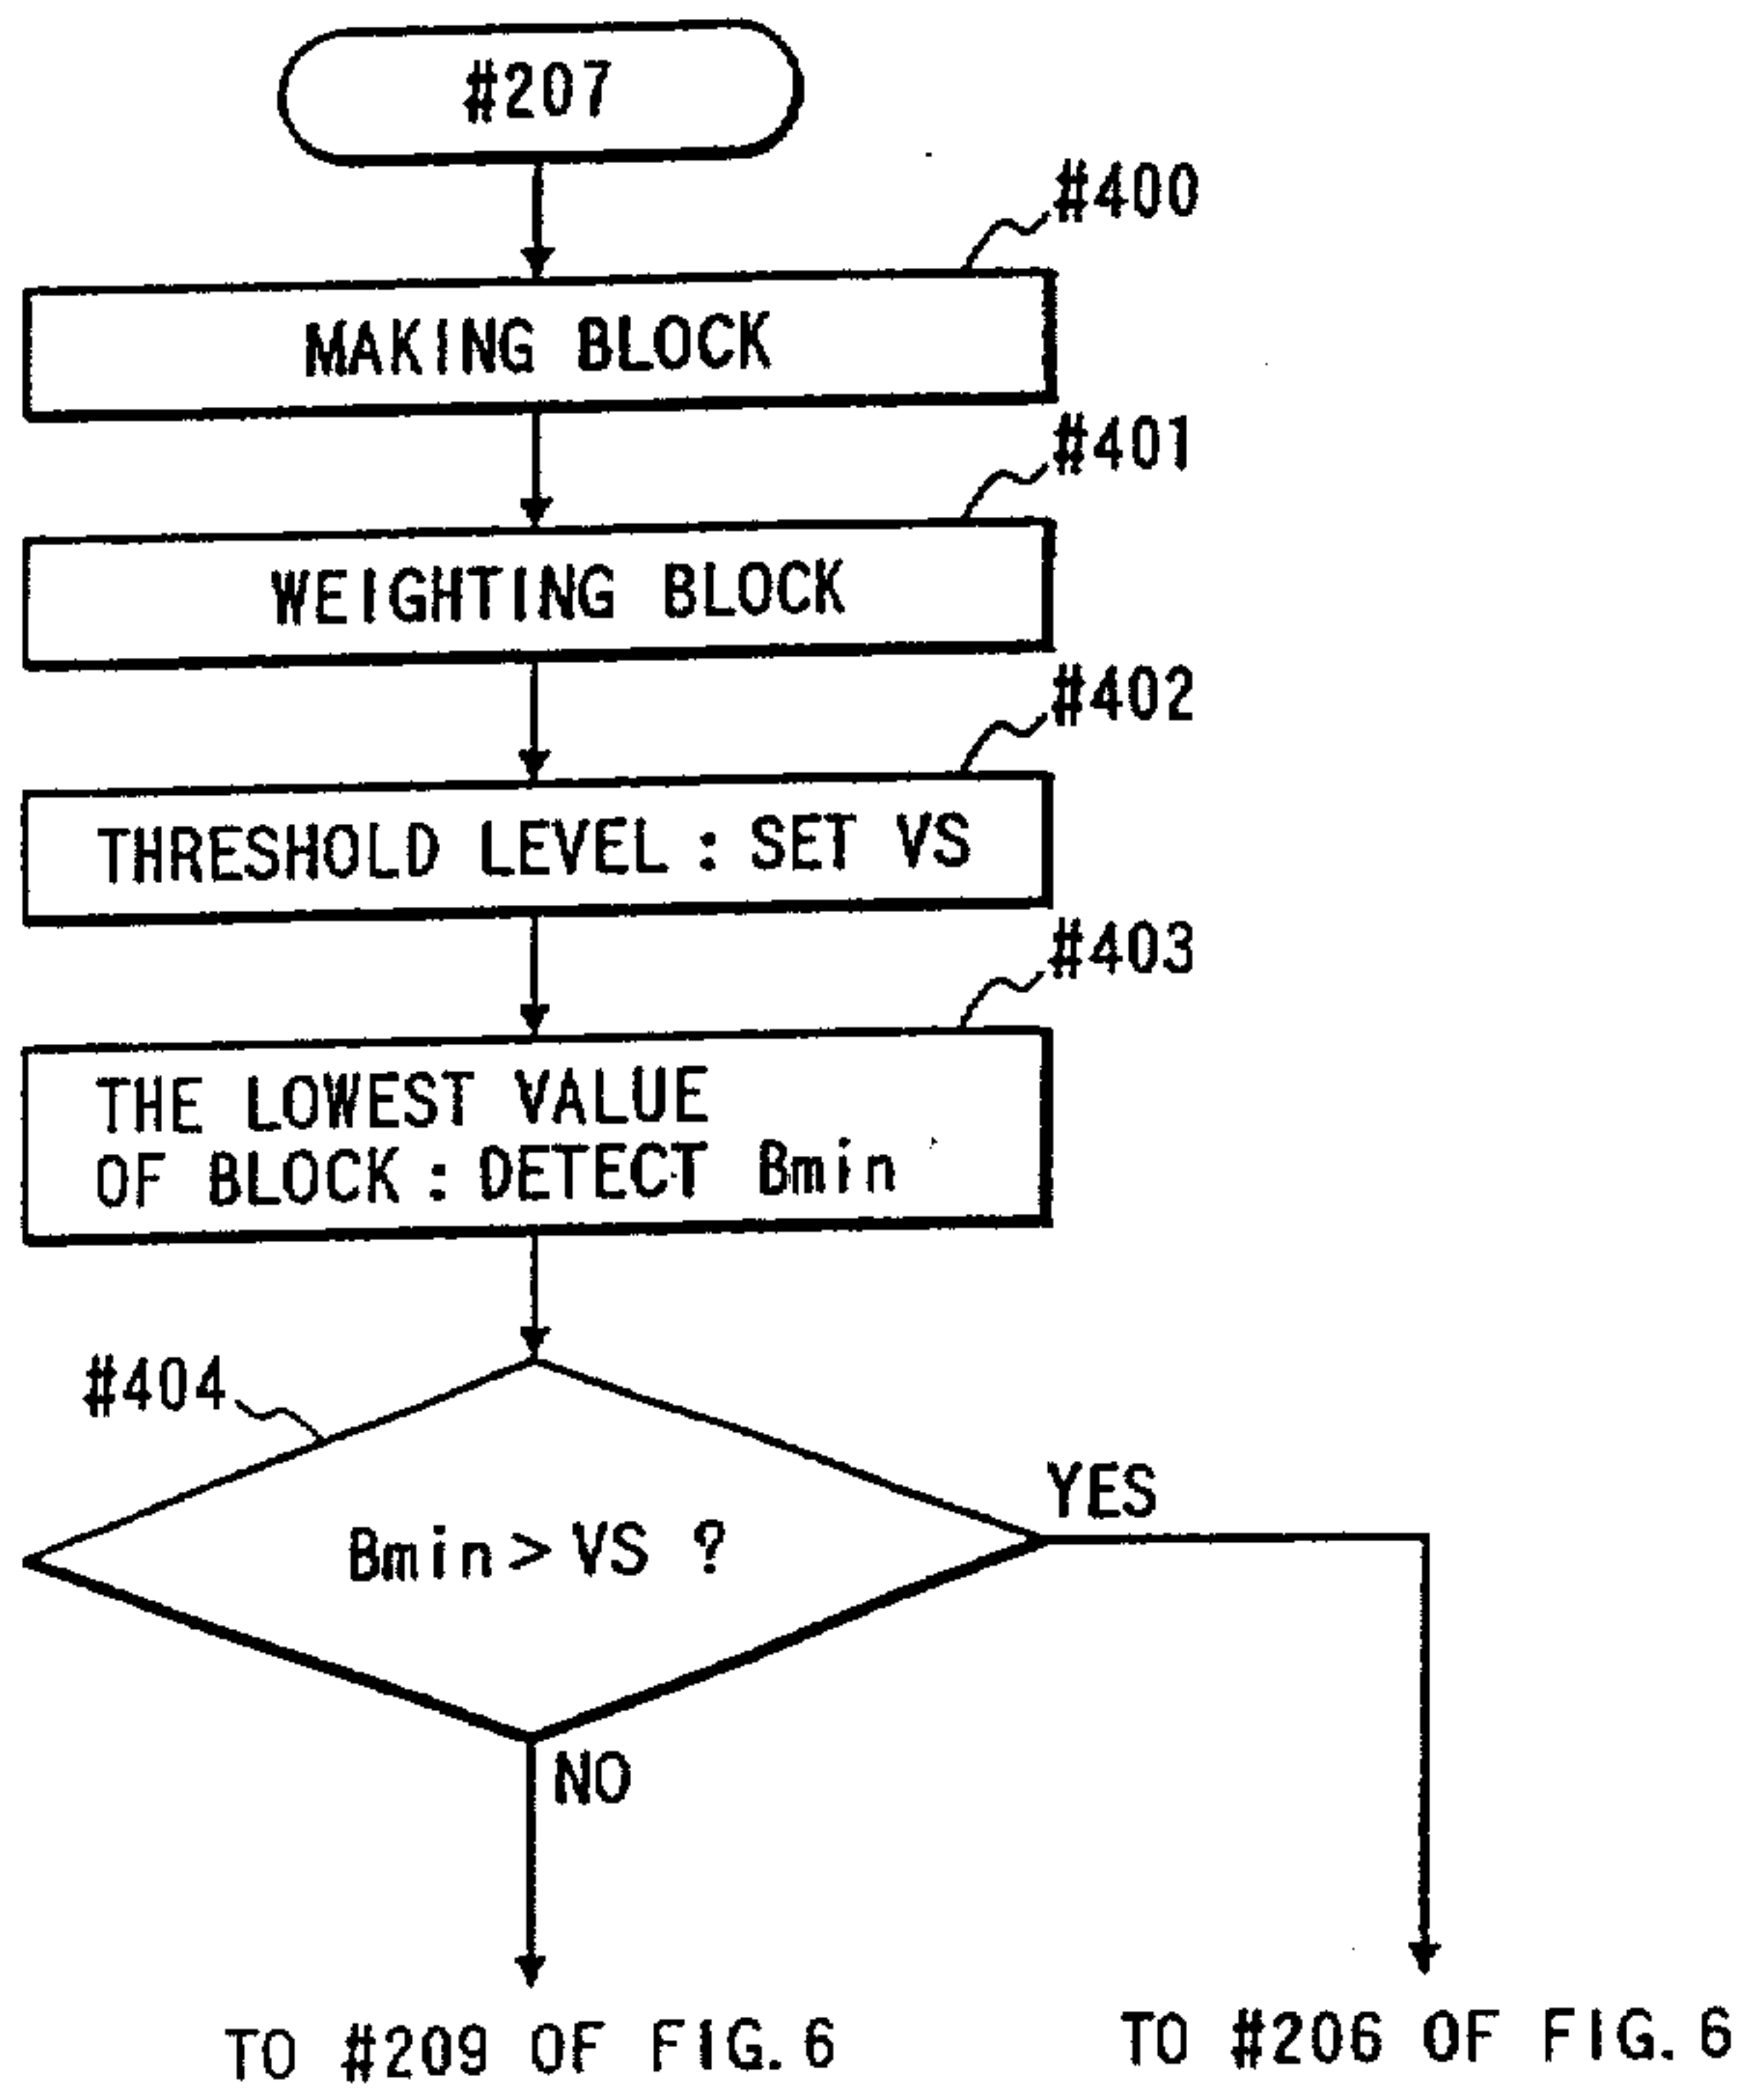 #207
#400
MAKING BLOCK
#401
WEIGHTING BLOCK
#402
THRESHOLD LEVEL : SET VS
#403
THE LOWEST VALUE
OF BLOCK : DETECT Bmin
#404
YES
Bmin > VS ?
NO
TO #209 OF FIG. 6
TO #206 OF FIG. 6